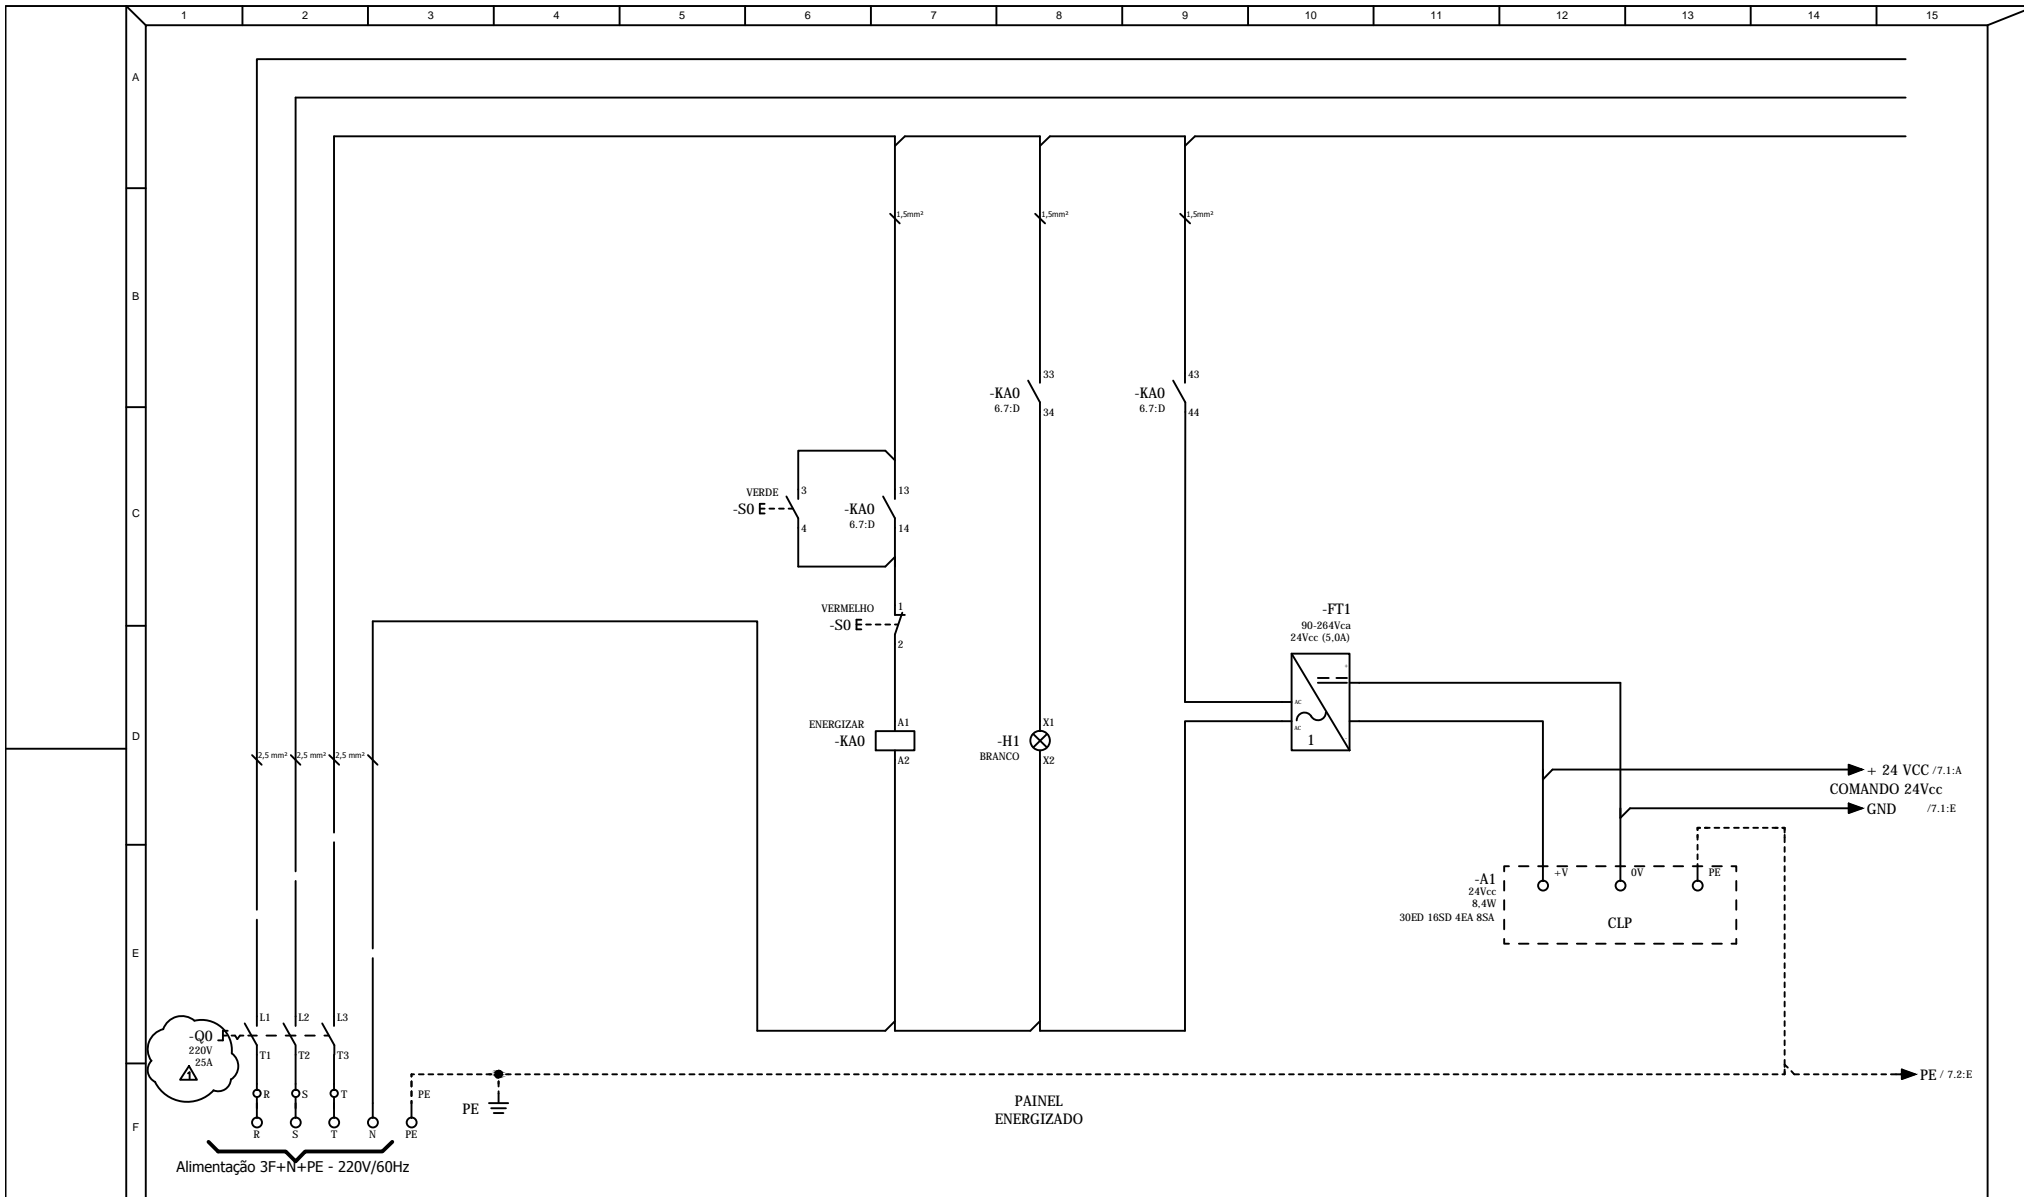 1 2 3 4 5 6 7 8 9 10 11 12 13 14 15
A
B
C
D
E
F
1,5mm² 1,5mm² 1,5mm²
33
-KA0
6.7:D
34
43
-KA0
6.7:D
44
VERDE
-S0
3
4
-KA0
6.7:D
13
14
VERMELHO
-S0
1
2
-FT1
90-264Vca
24Vcc (5,0A)
+
AC
AC
1
-
ENERGIZAR
-KA0
A1
A2
-H1
BRANCO
X1
X2
2,5 mm² 2,5 mm² 2,5 mm²
+ 24 VCC /7.1:A
COMANDO 24Vcc
GND /7.1:E
-A1
24Vcc
8,4W
30ED 16SD 4EA 8SA
+V 0V PE
CLP
-Q0
220V
25A
1
L1 L2 L3
T1 T2 T3
R S T PE
R S T N PE
PE
PE / 7.2:E
PAINEL
ENERGIZADO
Alimentação 3F+N+PE - 220V/60Hz